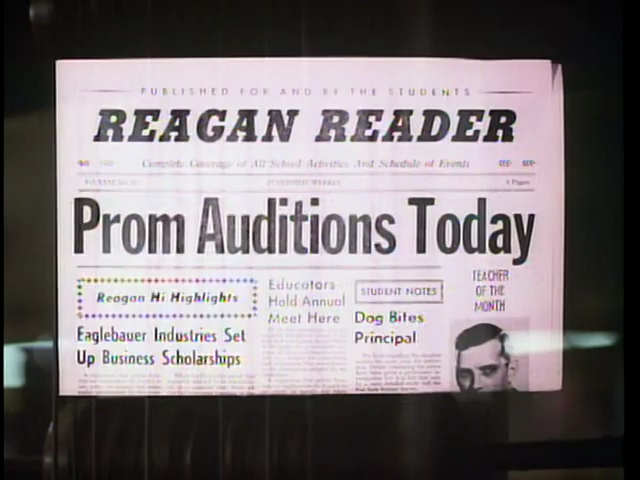 PUBLISHED FOR AND BY THE STUDENTS
REAGAN READER
Complete Coverage of All School Activities And Schedule of Events
Prom Auditions Today
Reagan Hi Highlights
Eaglebauer Industries Set
Up Business Scholarships
Educators
Hold Annual
Meet Here
STUDENT NOTES
Dog Bites
Principal
TEACHER
OF THE
MONTH